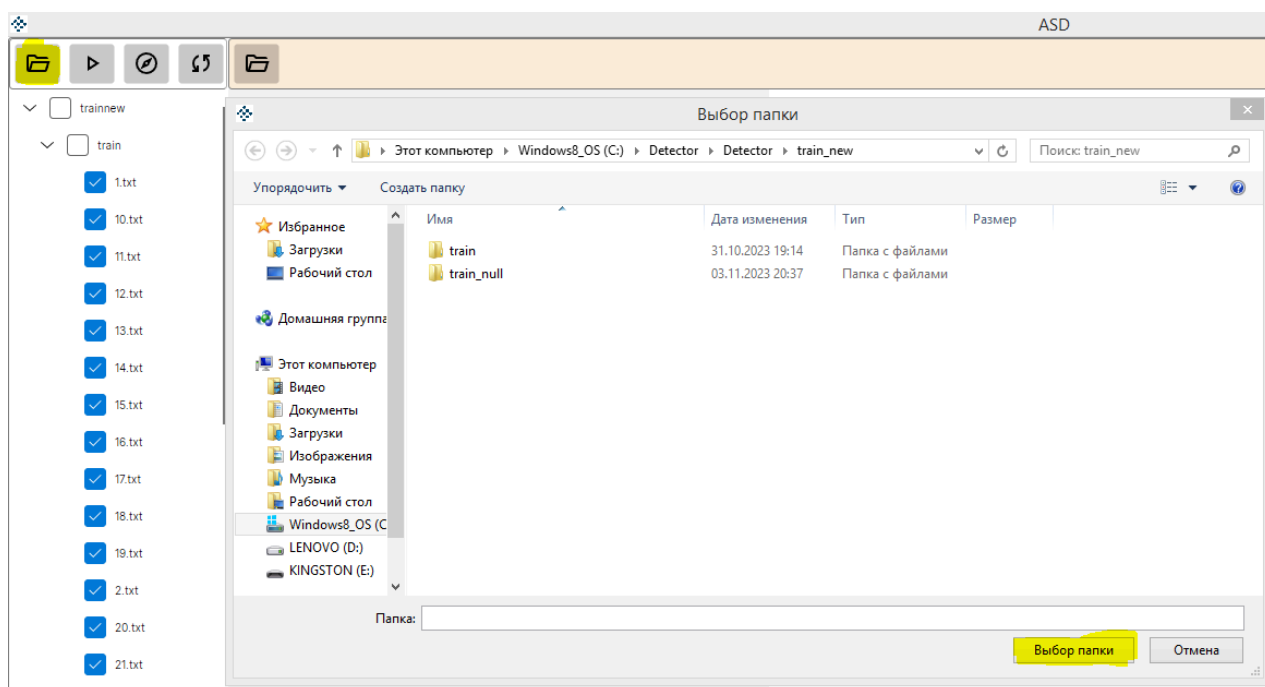 ASD
trainnew
train
1.txt
10.txt
11.txt
12.txt
13.txt
14.txt
15.txt
16.txt
17.txt
18.txt
19.txt
2.txt
20.txt
21.txt
Выбор папки
Этот компьютер Windows8_OS (C:) Detector Detector train_new
Поиск: train_new
Упорядочить Создать папку
Избранное
Загрузки
Рабочий стол
Домашняя группа
Этот компьютер
Видео
Документы
Загрузки
Изображения
Музыка
Рабочий стол
Windows8_OS (C
LENOVO (D:)
KINGSTON (E:)
Имя Дата изменения Тип Размер
train 31.10.2023 19:14 Папка с файлами
train_null 03.11.2023 20:37 Папка с файлами
Папка:
Выбор папки Отмена